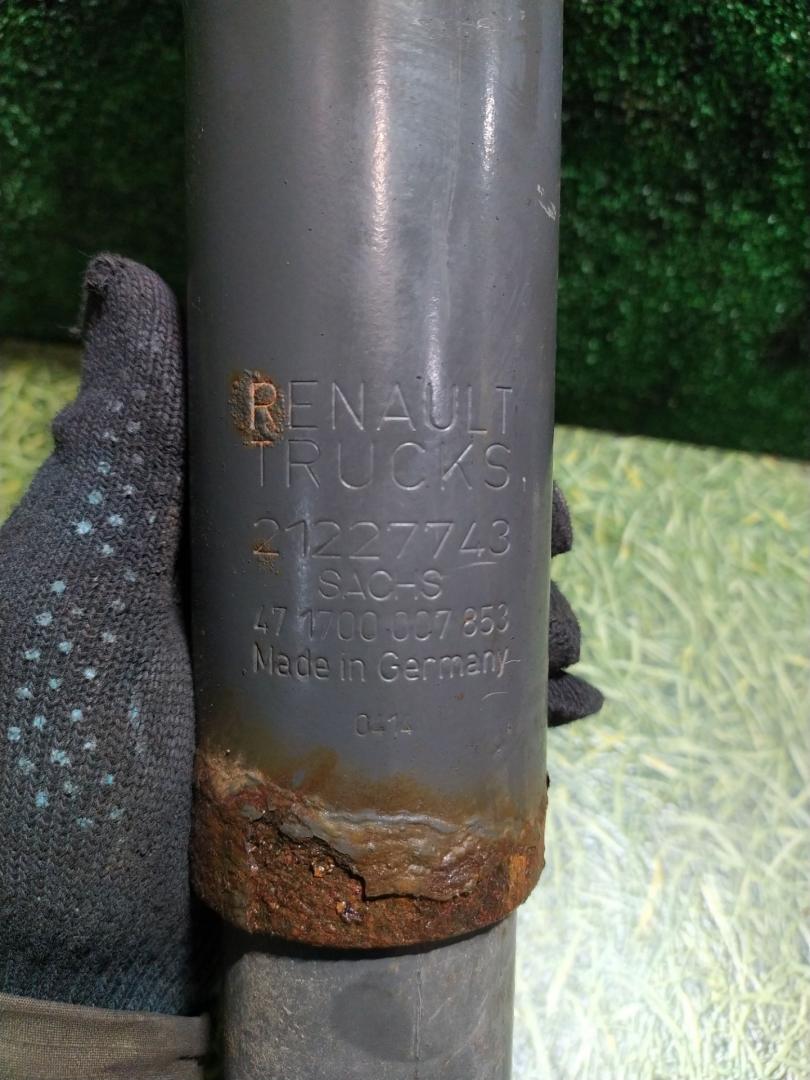 RENAULT
TRUCKS
21227743
SACHS
47 1700 007 853
Made in Germany
0414